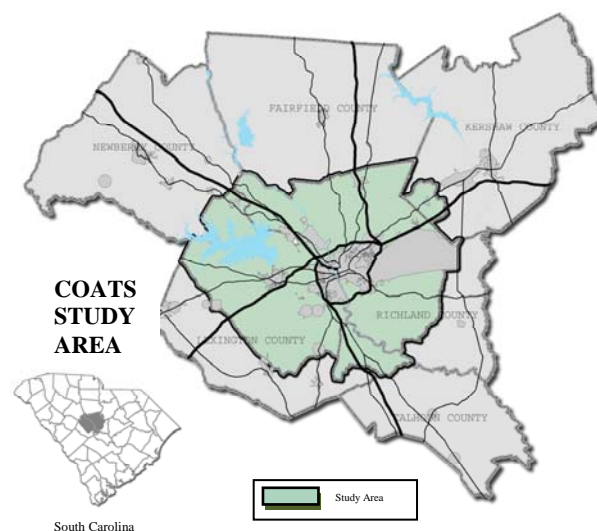 FAIRFIELD COUNTY
KERSHAW COUNTY
NEWBERRY COUNTY
COATS
STUDY
AREA
RICHLAND COUNTY
LEXINGTON COUNTY
CALHOUN COUNTY
Study Area
South Carolina